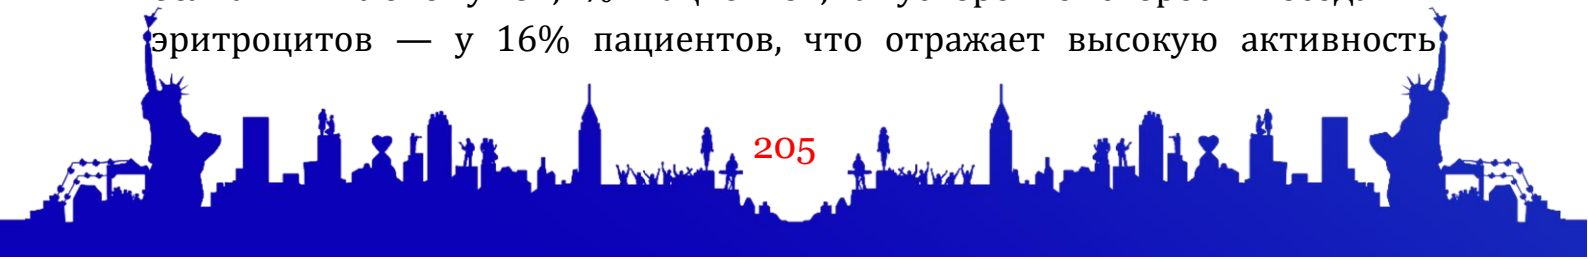 эритроцитов — у 16% пациентов, что отражает высокую активность
205